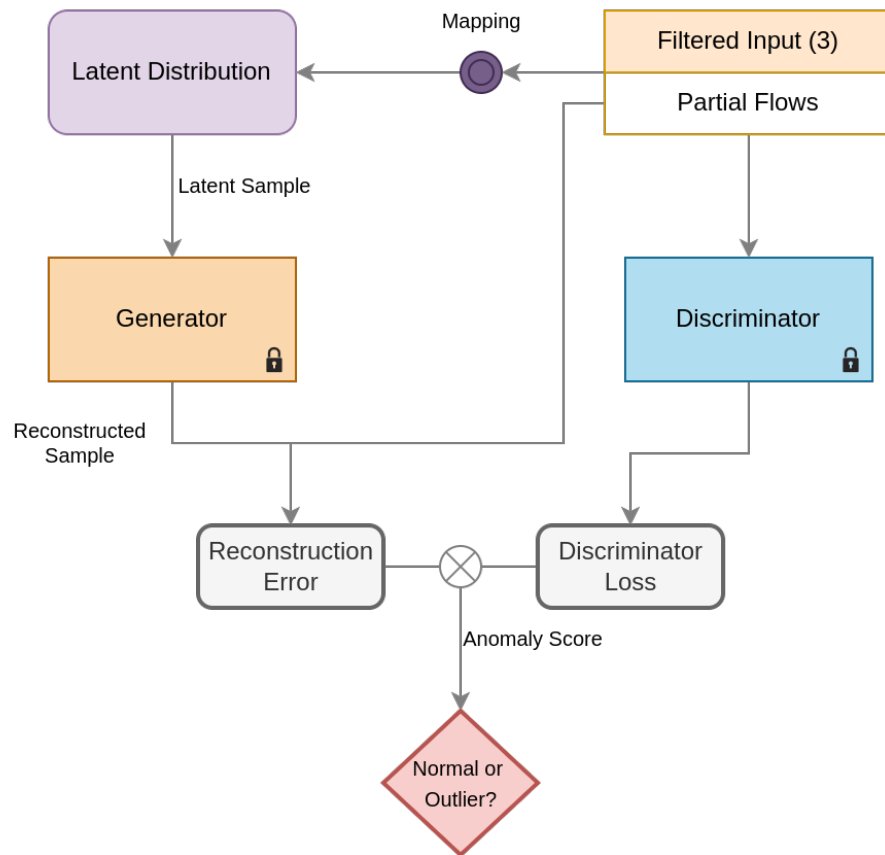 Mapping
Filtered Input (3)
Latent Distribution
Partial Flows
Latent Sample
Generator
Discriminator
Reconstructed
Sample
Reconstruction
Error
Discriminator
Loss
Anomaly Score
Normal or
Outlier?